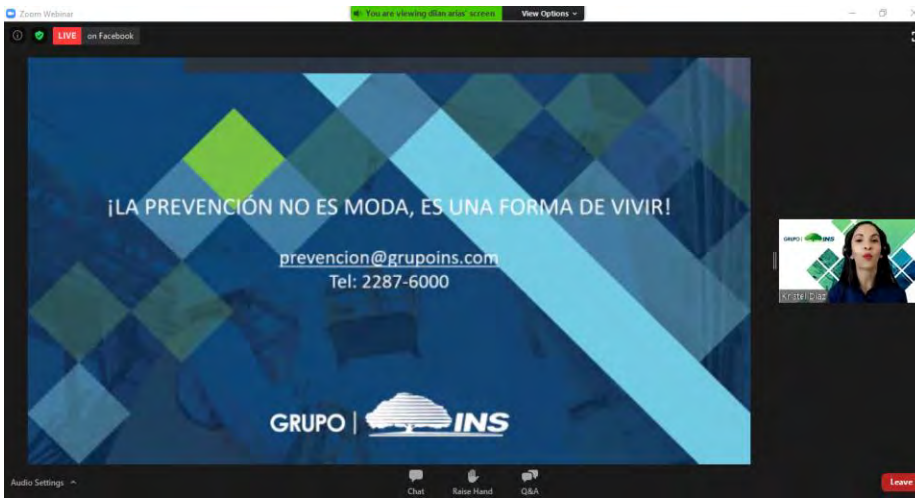 Zoom Webinar
You are viewing dlian arias' screen
View Options
LIVE on Facebook
¡LA PREVENCIÓN NO ES MODA, ES UNA FORMA DE VIVIR!
prevencion@grupoins.com
Tel: 2287-6000
GRUPO | INS
GRUPO | INS
Kristel Diaz
Audio Settings
Chat
Raise Hand
Q&A
Leave